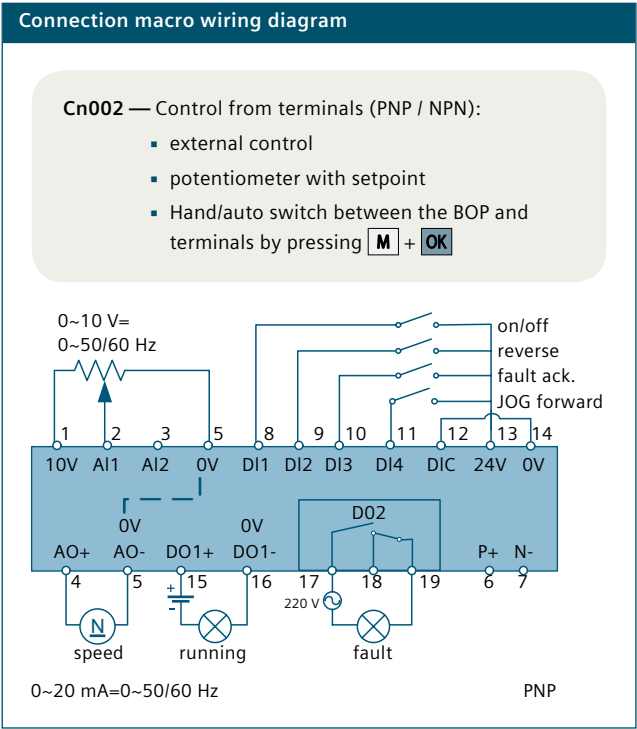 Connection macro wiring diagram
Cn002 — Control from terminals (PNP / NPN):
▪ external control
▪ potentiometer with setpoint
▪ Hand/auto switch between the BOP and
terminals by pressing M + OK
0~10 V=
0~50/60 Hz
on/off
reverse
fault ack.
JOG forward
1 2 3 5 8 9 10 11 12 13 14
10V AI1 AI2 0V DI1 DI2 DI3 DI4 DIC 24V 0V
D02
0V 0V
AO+ AO- DO1+ DO1- P+ N-
4 5 15 16 17 18 19 6 7
+
-
220 V
N
speed running fault
0~20 mA=0~50/60 Hz PNP